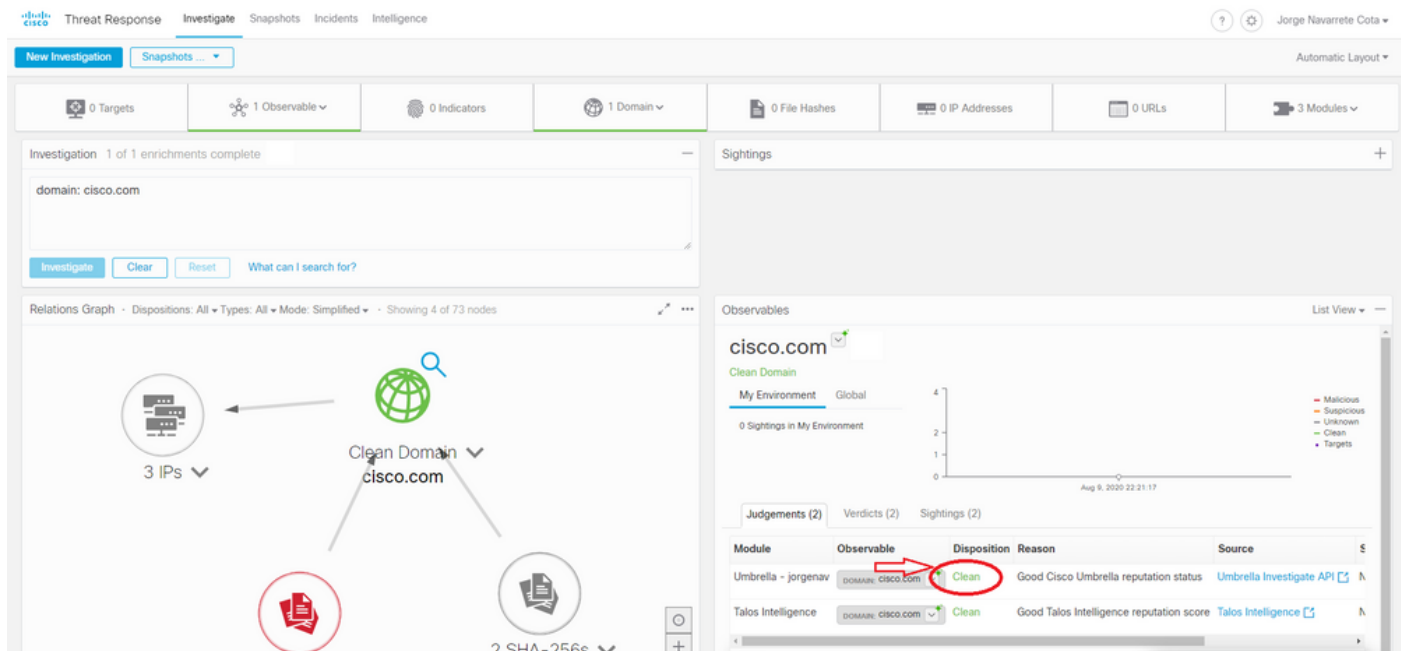 cisco Threat Response Investigate Snapshots Incidents Intelligence ? Jorge Navarrete Cota
New Investigation Snapshots ... Automatic Layout
0 Targets 1 Observable 0 Indicators 1 Domain 0 File Hashes 0 IP Addresses 0 URLs 3 Modules
Investigation 1 of 1 enrichments complete
domain: cisco.com
Investigate Clear Reset What can I search for?
Sightings
Relations Graph · Dispositions: All Types: All Mode: Simplified · Showing 4 of 73 nodes
3 IPs
Clean Domain
cisco.com
2 SHA-256s
Observables List View
cisco.com
Clean Domain
My Environment Global
0 Sightings in My Environment
4
2
1
0
Aug 9, 2020 22:21:17
Malicious
Suspicious
Unknown
Clean
Targets
Judgements (2) Verdicts (2) Sightings (2)
Module Observable Disposition Reason Source S
Umbrella - jorgenav DOMAIN: cisco.com Clean Good Cisco Umbrella reputation status Umbrella Investigate API N
Talos Intelligence DOMAIN: cisco.com Clean Good Talos Intelligence reputation score Talos Intelligence N